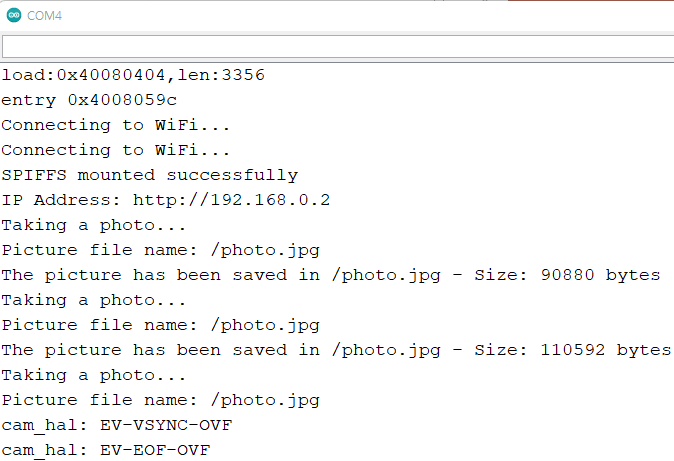 COM4
load:0x40080404,len:3356
entry 0x4008059c
Connecting to WiFi...
Connecting to WiFi...
SPIFFS mounted successfully
IP Address: http://192.168.0.2
Taking a photo...
Picture file name: /photo.jpg
The picture has been saved in /photo.jpg - Size: 90880 bytes
Taking a photo...
Picture file name: /photo.jpg
The picture has been saved in /photo.jpg - Size: 110592 bytes
Taking a photo...
Picture file name: /photo.jpg
cam_hal: EV-VSYNC-OVF
cam_hal: EV-EOF-OVF